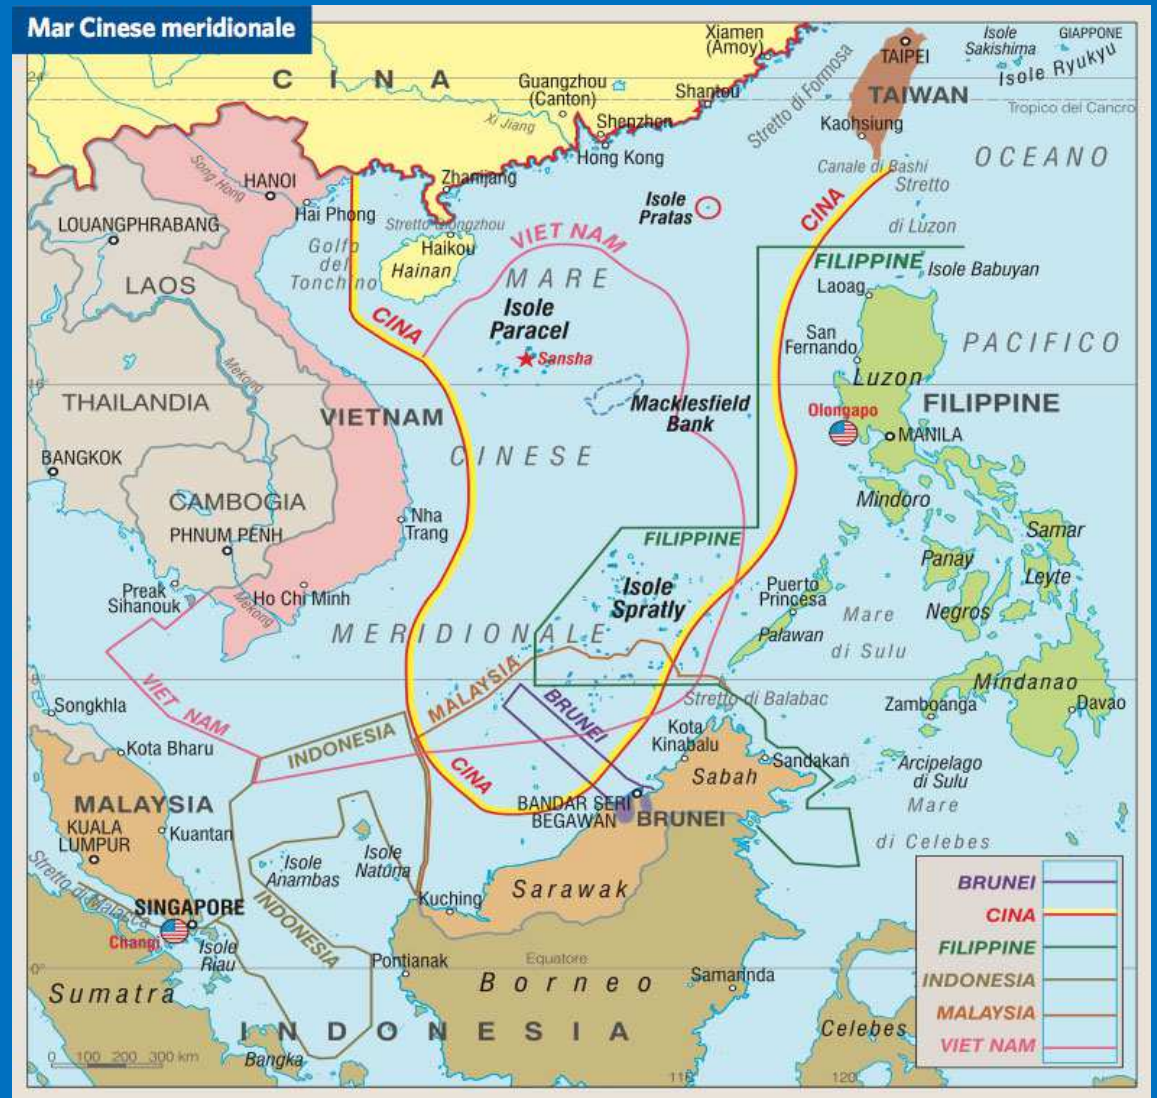 Mar Cinese meridionale
Xiamen
(Amoy)
Isole
Sakishima
GIAPPONE
Isole Ryukyu
TAIPEI
CINA
Guangzhou
(Canton)
Shantou
Stretto di Formosa
TAIWAN
Tropico del Cancro
Xi Jiang
Shenzhen
Kaohsiung
Hong Kong
OCEANO
Song Hong
HANOI
Zhanjiang
Canale di Bashi
Stretto
di Luzon
Isole
Pratas
CINA
Hai Phong
LOUANGPHRABANG
Stretto Qiongzhou
Haikou
Hainan
VIET NAM
Golfo
del
Tonchino
FILIPPINE
Isole Babuyan
Laoag
LAOS
MARE
Isole
Paracel
CINA
Sansha
San
Fernando
PACIFICO
Mekong
16°
Luzon
THAILANDIA
VIETNAM
Macklesfield
Bank
Olongapo
FILIPPINE
MANILA
BANGKOK
CINESE
CAMBOGIA
PHNUM PENH
Nha
Trang
Mindoro
Samar
FILIPPINE
Panay
Leyte
Preak
Sihanouk
Ho Chi Minh
Mekong
Isole
Spratly
Puerto
Princesa
Negros
Mare
di Sulu
MERIDIONALE
Palawan
8°
VIET NAM
MALAYSIA
BRUNEI
Stretto di Balabac
Mindanao
Zamboanga
Davao
Songkhla
Kota Bharu
INDONESIA
Kota
Kinabalu
CINA
Sabah
Sandakan
Arcipelago
di Sulu
MALAYSIA
KUALA
LUMPUR
Kuantan
BANDAR SERI
BEGAWAN
BRUNEI
Mare
di Celebes
Stretto di Malacca
Isole
Anambas
Isole
Natuna
Kuching
Sarawak
SINGAPORE
Changi
Isole
Riau
INDONESIA
Pontianak
Equatore
0°
Sumatra
Borneo
Samarinda
INDONESIA
Celebes
0 100 200 300 km
Bangka
120°
BRUNEI
CINA
FILIPPINE
INDONESIA
MALAYSIA
VIET NAM